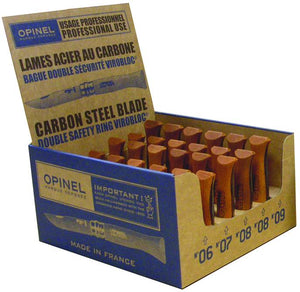 OPINEL
USAGE PROFESSIONNEL
PROFESSIONAL USE
LAMES ACIER AU CARBONE
BAGUE DOUBLE SÉCURITÉ VIROBLOC
CARBON STEEL BLADE
DOUBLE SAFETY RING VIROBLOC
OPINEL
IMPORTANT!
MADE IN FRANCE
N°06
N°07
N°08
N°08
N°09